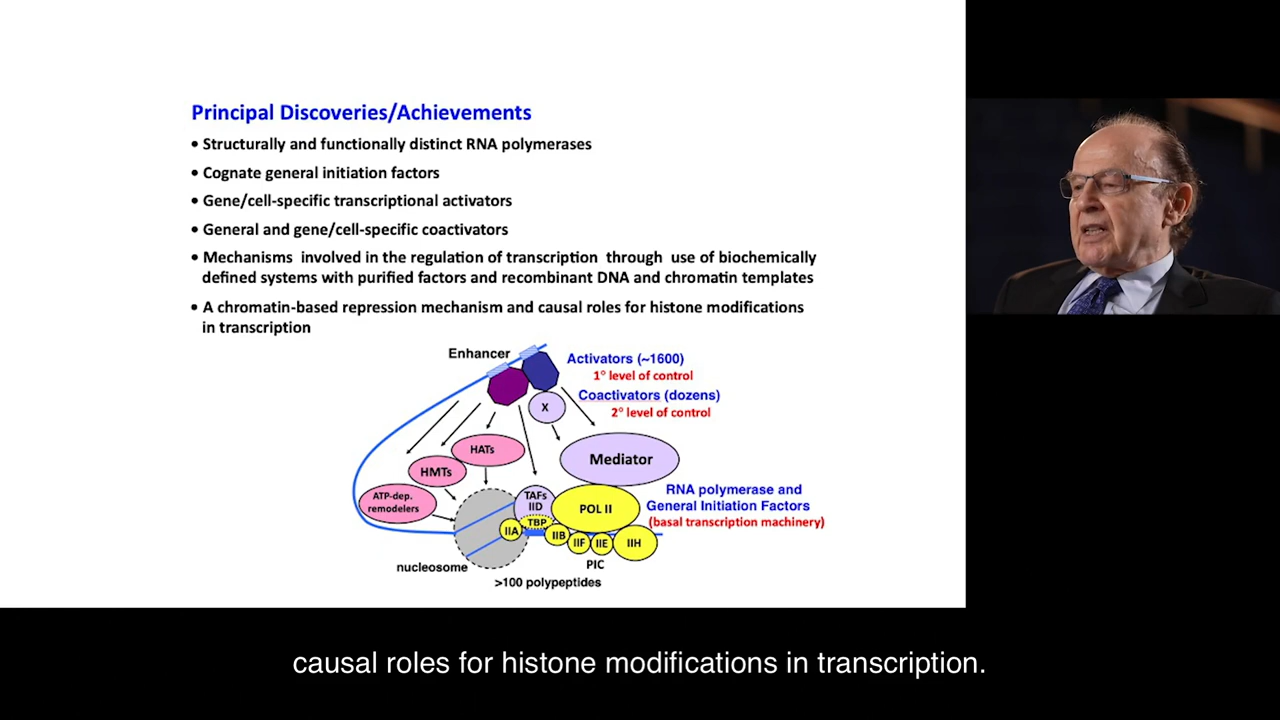 Principal Discoveries/Achievements
• Structurally and functionally distinct RNA polymerases
• Cognate general initiation factors
• Gene/cell-specific transcriptional activators
• General and gene/cell-specific coactivators
• Mechanisms involved in the regulation of transcription through use of biochemically
defined systems with purified factors and recombinant DNA and chromatin templates
• A chromatin-based repression mechanism and causal roles for histone modifications
in transcription
Enhancer
Activators (~1600)
1° level of control
Coactivators (dozens)
2° level of control
X
HATs
Mediator
HMTs
ATP-dep.
remodelers
TAFs
IID
TBP
POL II
RNA polymerase and
General Initiation Factors
(basal transcription machinery)
IIA
IIB
IIF
IIE
IIH
PIC
nucleosome
>100 polypeptides
causal roles for histone modifications in transcription.